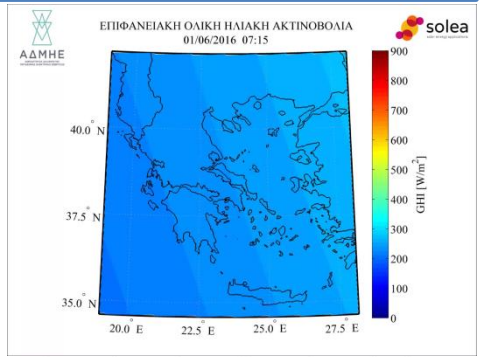 ΑΔΜΗΕ
ΕΠΙΦΑΝΕΙΑΚΗ ΟΛΙΚΗ ΗΛΙΑΚΗ ΑΚΤΙΝΟΒΟΛΙΑ
01/06/2016 07:15
solea
900
800
700
600
500
400
300
200
100
0
GHI [W/m²]
40.0° N
37.5° N
35.0° N
20.0° E
22.5° E
25.0° E
27.5° E